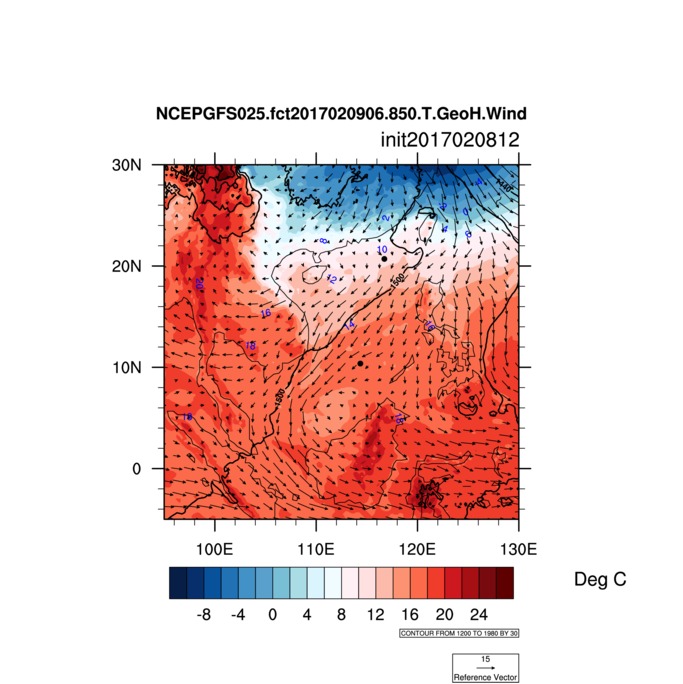 NCEPGFS025.fct2017020906.850.T.GeoH.Wind
init2017020812
30N
20N
10N
0
100E 110E 120E 130E
8
2
10
12
14
16
18
1500
1500
-8 -4 0 4 8 12 16 20 24
Deg C
CONTOUR FROM 1200 TO 1980 BY 30
15
Reference Vector